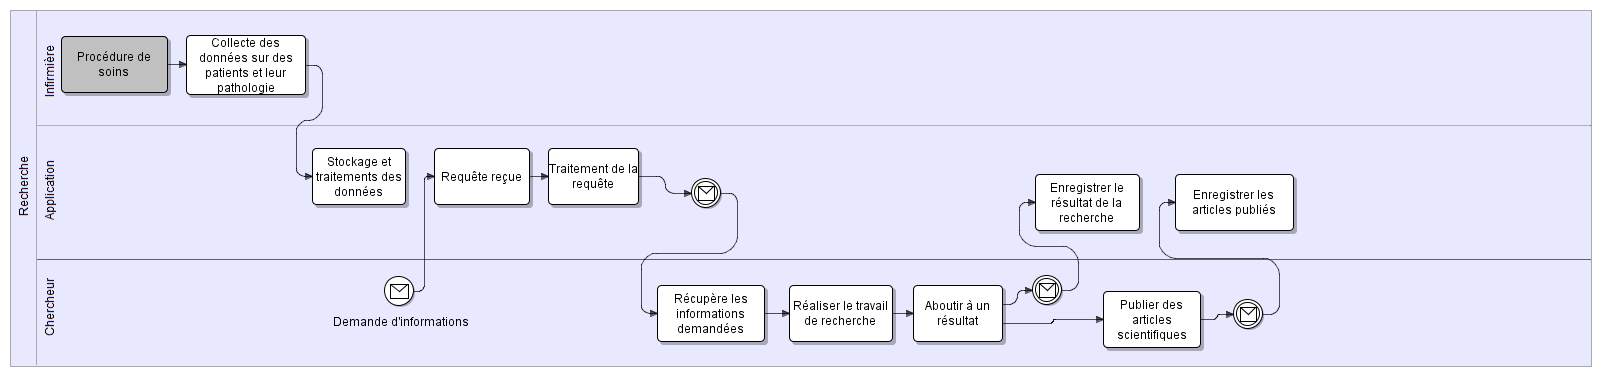 Recherche
Infirmière
Procédure de
soins
Collecte des
données sur des
patients et leur
pathologie
Application
Stockage et
traitements des
données
Requête reçue
Traitement de la
requête
Enregistrer le
résultat de la
recherche
Enregistrer les
articles publiés
Chercheur
Demande d'informations
Récupère les
informations
demandées
Réaliser le travail
de recherche
Aboutir à un
résultat
Publier des
articles
scientifiques